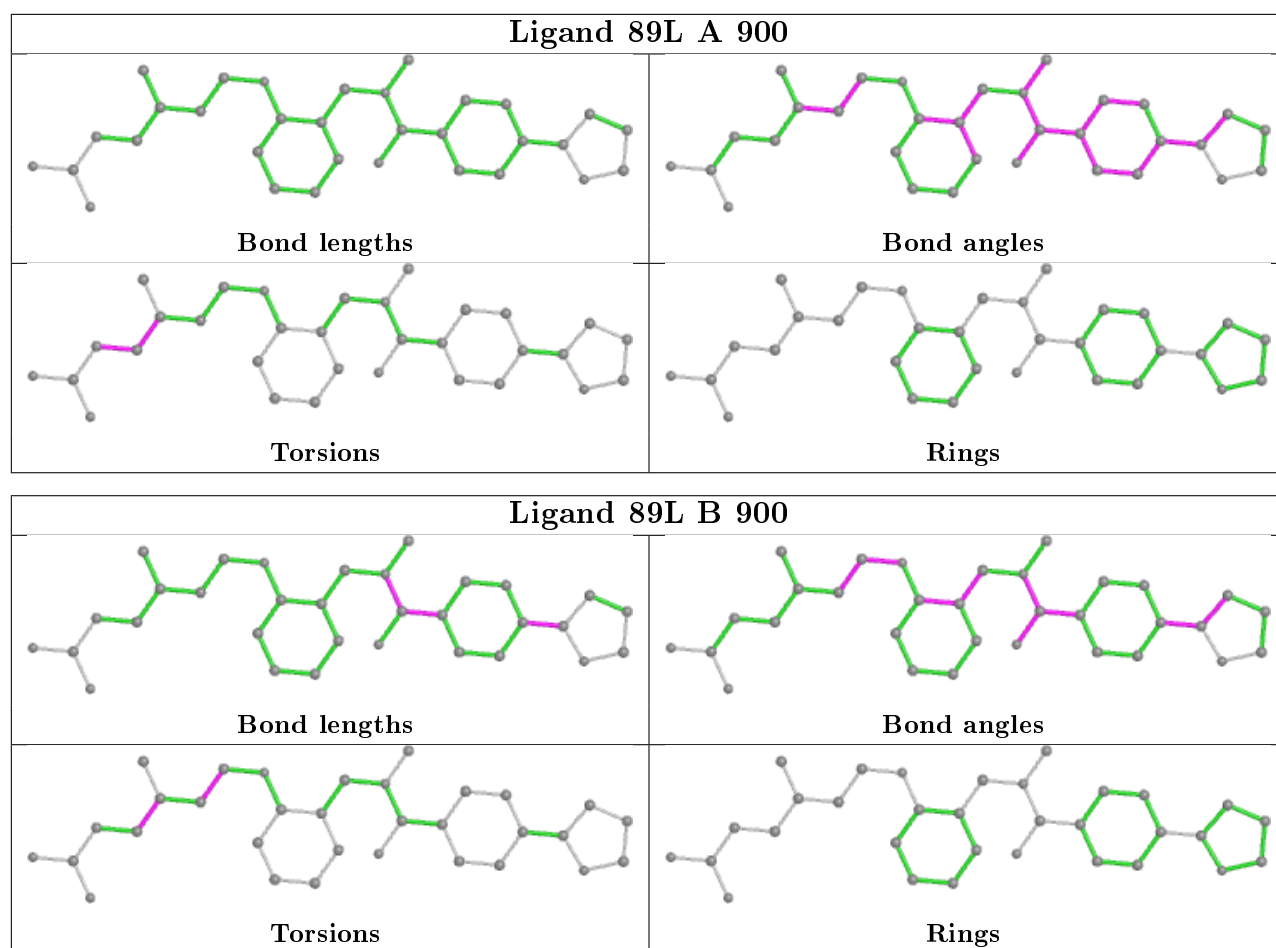 Ligand 89L A 900
Bond lengths
Bond angles
Torsions
Rings
Ligand 89L B 900
Bond lengths
Bond angles
Torsions
Rings